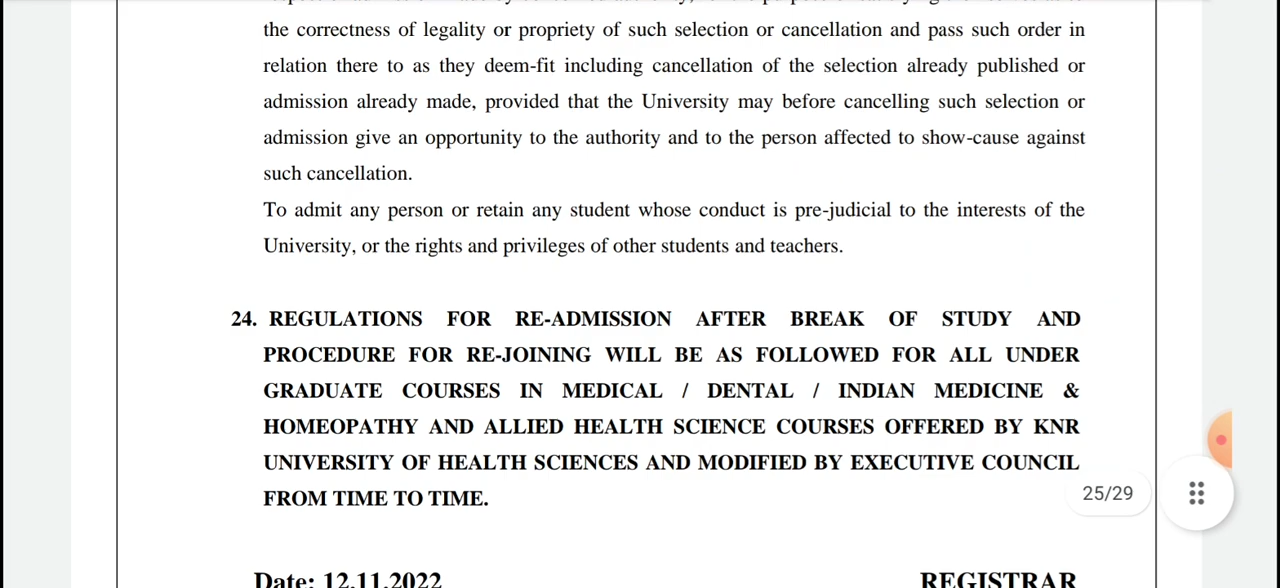 the correctness of legality or propriety of such selection or cancellation and pass such order in
relation there to as they deem-fit including cancellation of the selection already published or
admission already made, provided that the University may before cancelling such selection or
admission give an opportunity to the authority and to the person affected to show-cause against
such cancellation.
To admit any person or retain any student whose conduct is pre-judicial to the interests of the
University, or the rights and privileges of other students and teachers.
24. REGULATIONS FOR RE-ADMISSION AFTER BREAK OF STUDY AND
PROCEDURE FOR RE-JOINING WILL BE AS FOLLOWED FOR ALL UNDER
GRADUATE COURSES IN MEDICAL / DENTAL / INDIAN MEDICINE &
HOMEOPATHY AND ALLIED HEALTH SCIENCE COURSES OFFERED BY KNR
UNIVERSITY OF HEALTH SCIENCES AND MODIFIED BY EXECUTIVE COUNCIL
FROM TIME TO TIME.
25/29
Date: 12.11.2022 REGISTRAR